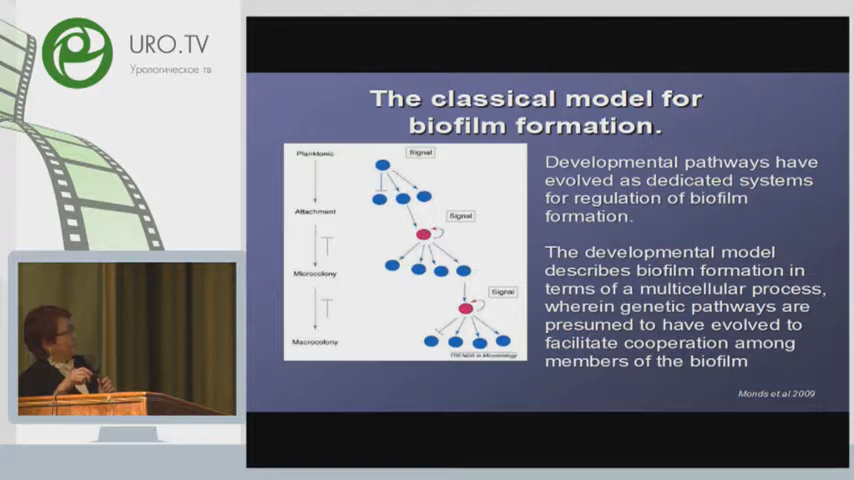 URO.TV
Урологическое тв
The classical model for
biofilm formation.
Planktonic
Signal
Attachment
Signal
Microcolony
Signal
Macrocolony
TRENDS in Microbiology
Developmental pathways have
evolved as dedicated systems
for regulation of biofilm
formation.
The developmental model
describes biofilm formation in
terms of a multicellular process,
wherein genetic pathways are
presumed to have evolved to
facilitate cooperation among
members of the biofilm
Monds et.al.2009